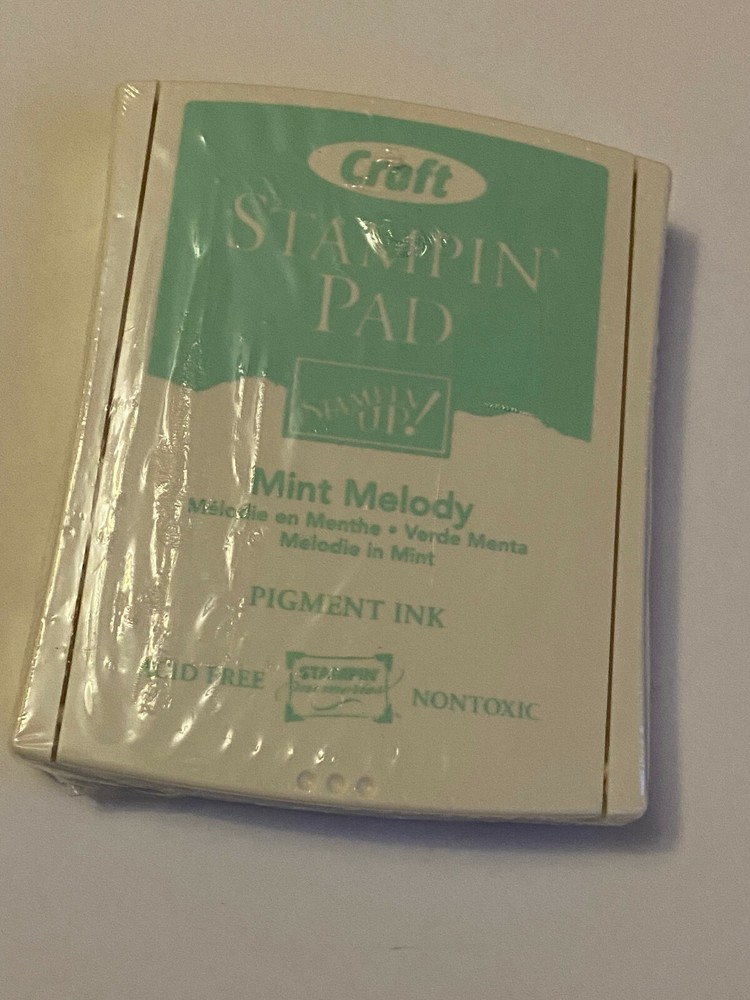 Craft
STAMPIN'
PAD
STAMPIN'
UP!
Mint Melody
Mélodie en Menthe • Verde Menta
Melodie in Mint
PIGMENT INK
ACID FREE
STAMPIN'
NONTOXIC